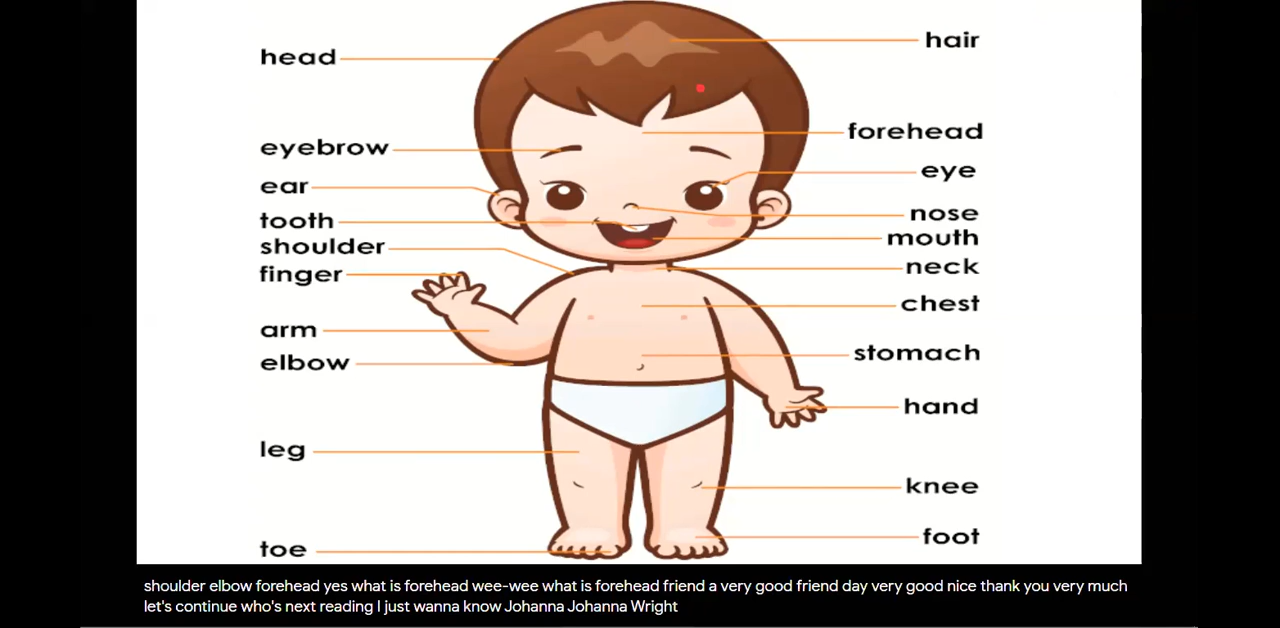 head
hair
forehead
eyebrow
eye
ear
nose
tooth
mouth
shoulder
neck
finger
chest
arm
stomach
elbow
hand
leg
knee
foot
toe
shoulder elbow forehead yes what is forehead wee-wee what is forehead friend a very good friend day very good nice thank you very much
let's continue who's next reading I just wanna know Johanna Johanna Wright